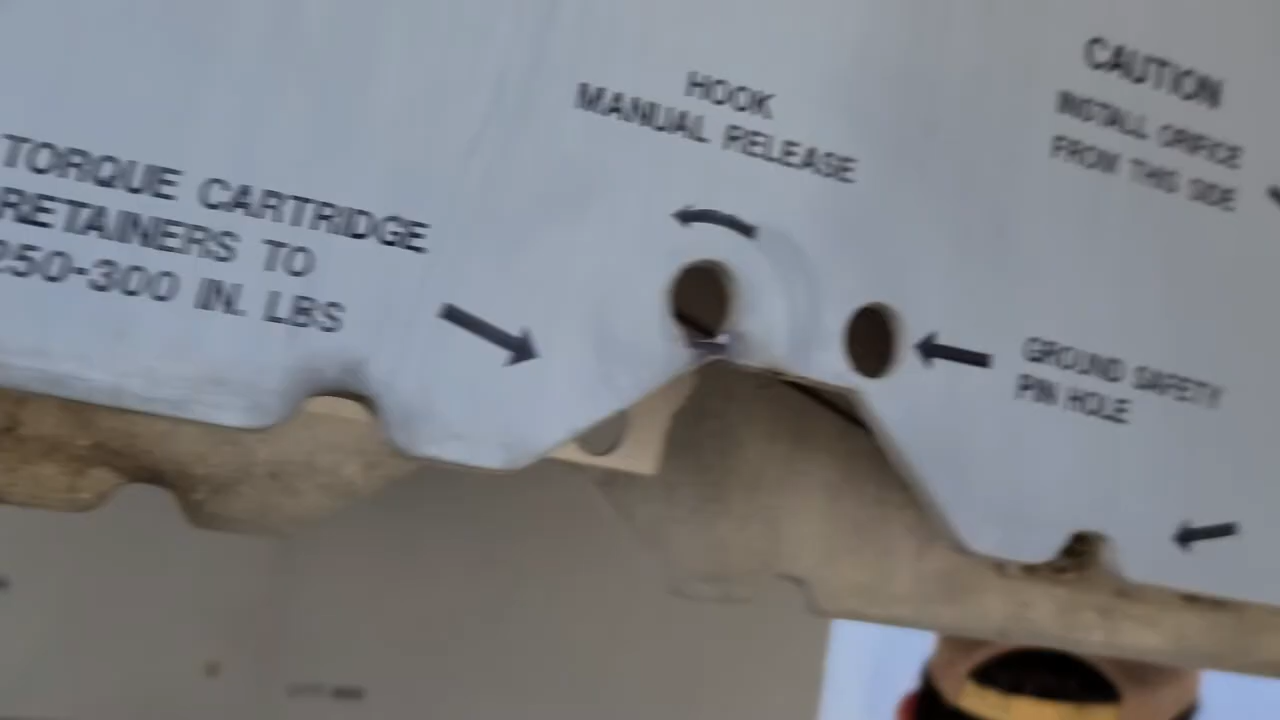 TORQUE CARTRIDGE
RETAINERS TO
250-300 IN. LBS
HOOK
MANUAL RELEASE
CAUTION
INSTALL ORIFICE
FROM THIS SIDE
GROUND SAFETY
PIN HOLE